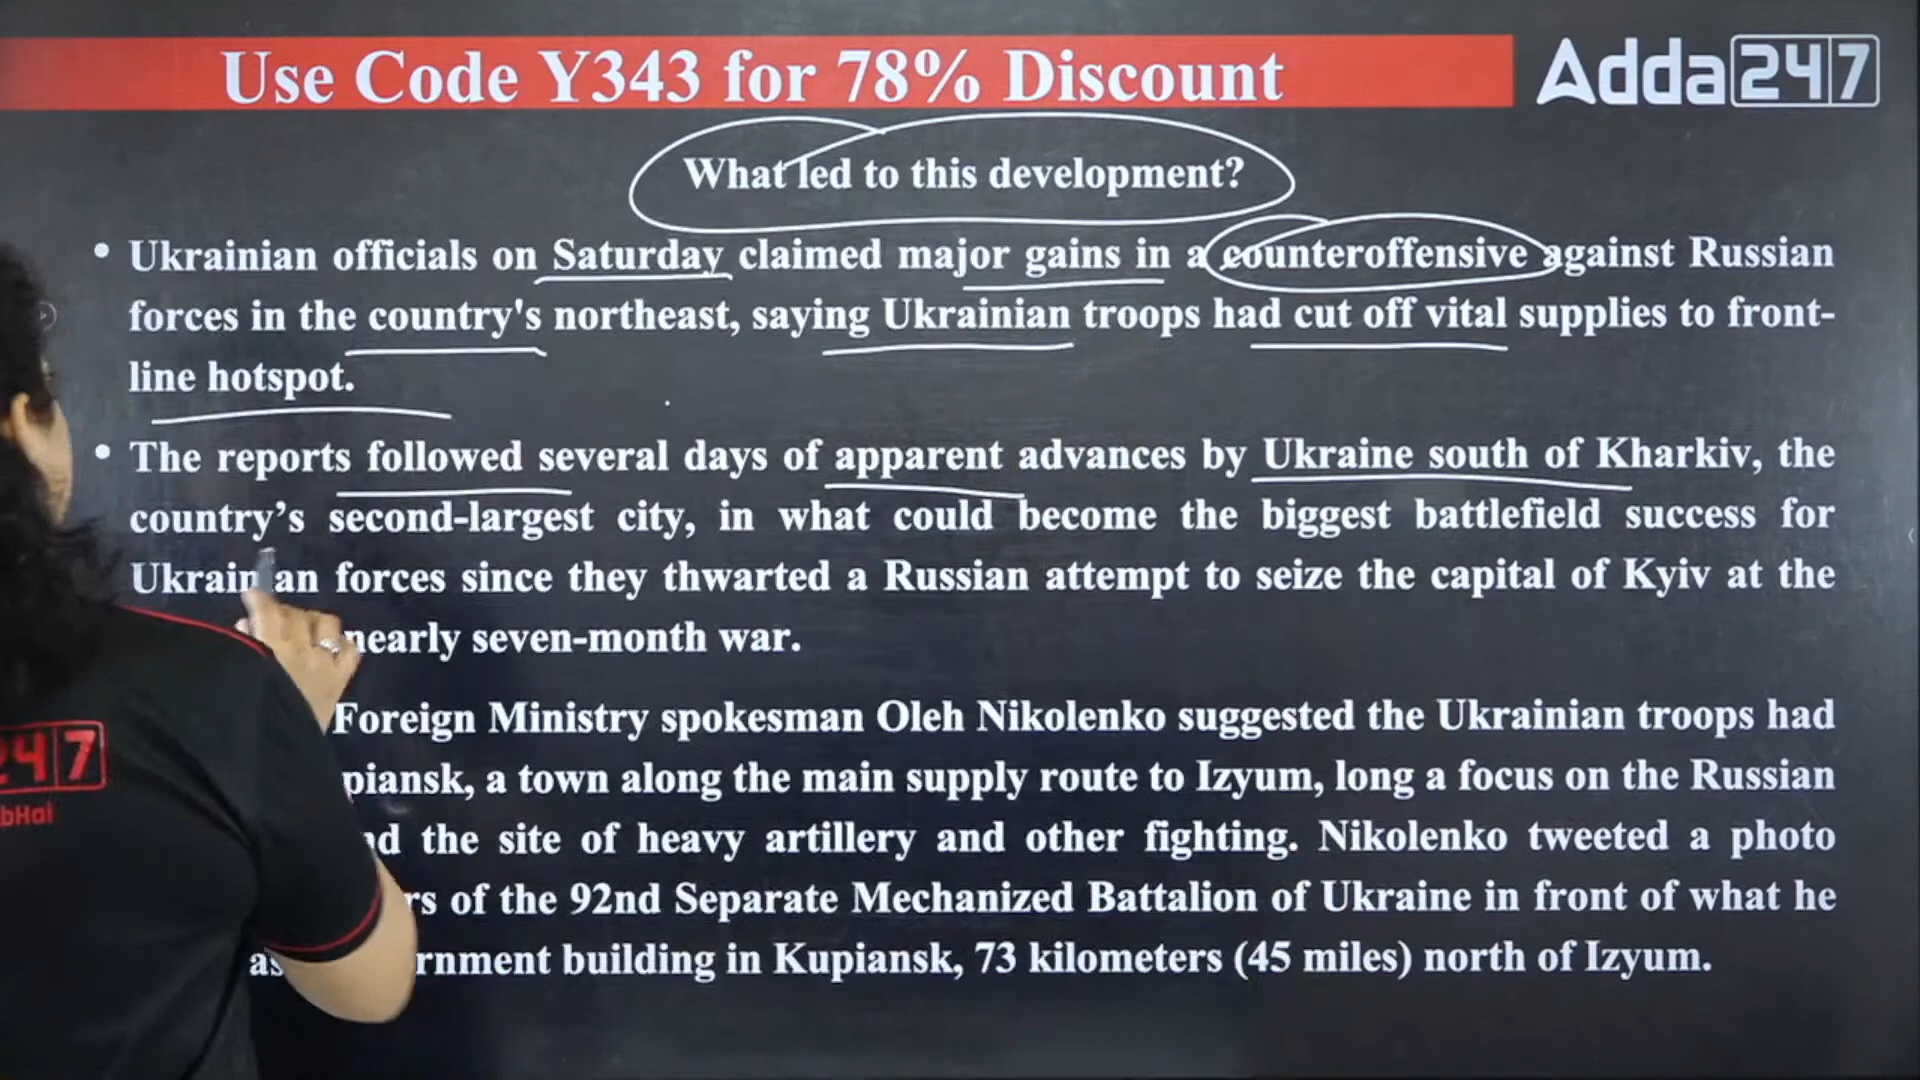 Use Code Y343 for 78% Discount
Adda247
What led to this development?
• Ukrainian officials on Saturday claimed major gains in a counteroffensive against Russian
forces in the country's northeast, saying Ukrainian troops had cut off vital supplies to front-
line hotspot.
• The reports followed several days of apparent advances by Ukraine south of Kharkiv, the
country’s second-largest city, in what could become the biggest battlefield success for
Ukrainian forces since they thwarted a Russian attempt to seize the capital of Kyiv at the
nearly seven-month war.
Foreign Ministry spokesman Oleh Nikolenko suggested the Ukrainian troops had
piansk, a town along the main supply route to Izyum, long a focus on the Russian
the site of heavy artillery and other fighting. Nikolenko tweeted a photo
rs of the 92nd Separate Mechanized Battalion of Ukraine in front of what he
rnment building in Kupiansk, 73 kilometers (45 miles) north of Izyum.
247
bHai